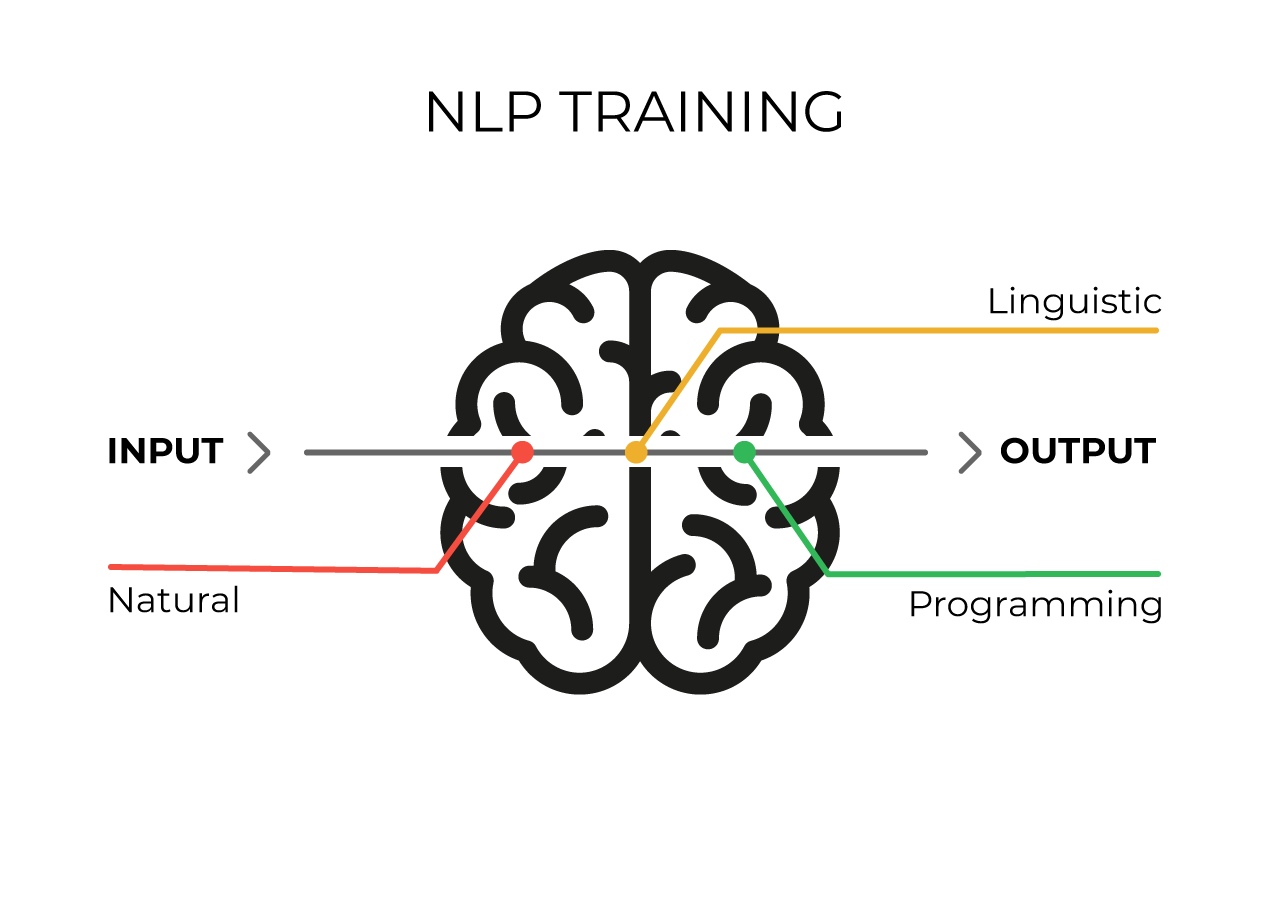 NLP TRAINING
Linguistic
INPUT
OUTPUT
Natural
Programming